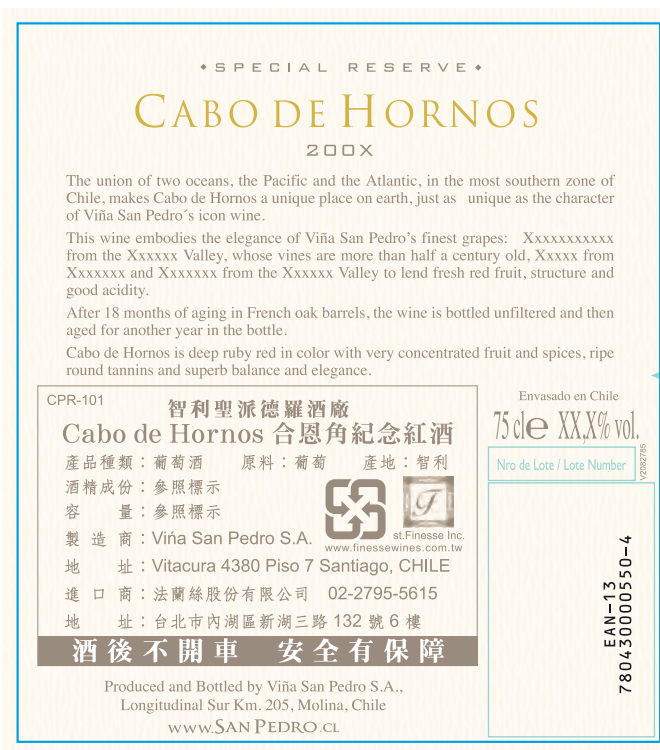 SPECIAL RESERVE
CABO DE HORNOS
200X
The union of two oceans, the Pacific and the Atlantic, in the most southern zone of
Chile, makes Cabo de Hornos a unique place on earth, just as unique as the character
of Viña San Pedro´s icon wine.
This wine embodies the elegance of Viña San Pedro's finest grapes: Xxxxxxxxxx
from the Xxxxxx Valley, whose vines are more than half a century old, Xxxxx from
Xxxxxxx and Xxxxxxx from the Xxxxxx Valley to lend fresh red fruit, structure and
good acidity.
After 18 months of aging in French oak barrels, the wine is bottled unfiltered and then
aged for another year in the bottle.
Cabo de Hornos is deep ruby red in color with very concentrated fruit and spices, ripe
round tannins and superb balance and elegance.
CPR-101
智利聖派德羅酒廠
Cabo de Hornos 合恩角紀念紅酒
產品種類：葡萄酒 原料：葡萄 產地：智利
酒精成份：參照標示
容 量：參照標示
製 造 商：Vińa San Pedro S.A.
F
st.Finesse Inc.
www.finessewines.com.tw
地 址：Vitacura 4380 Piso 7 Santiago, CHILE
進 口 商：法蘭絲股份有限公司 02-2795-5615
地 址：台北市內湖區新湖三路 132 號 6 樓
酒後不開車 安全有保障
Envasado en Chile
75 cl e XX,X% vol.
Nro de Lote / Lote Number
V2082785
EAN-13
780430000550-4
Produced and Bottled by Viña San Pedro S.A.,
Longitudinal Sur Km. 205, Molina, Chile
WWW.SAN PEDRO.CL